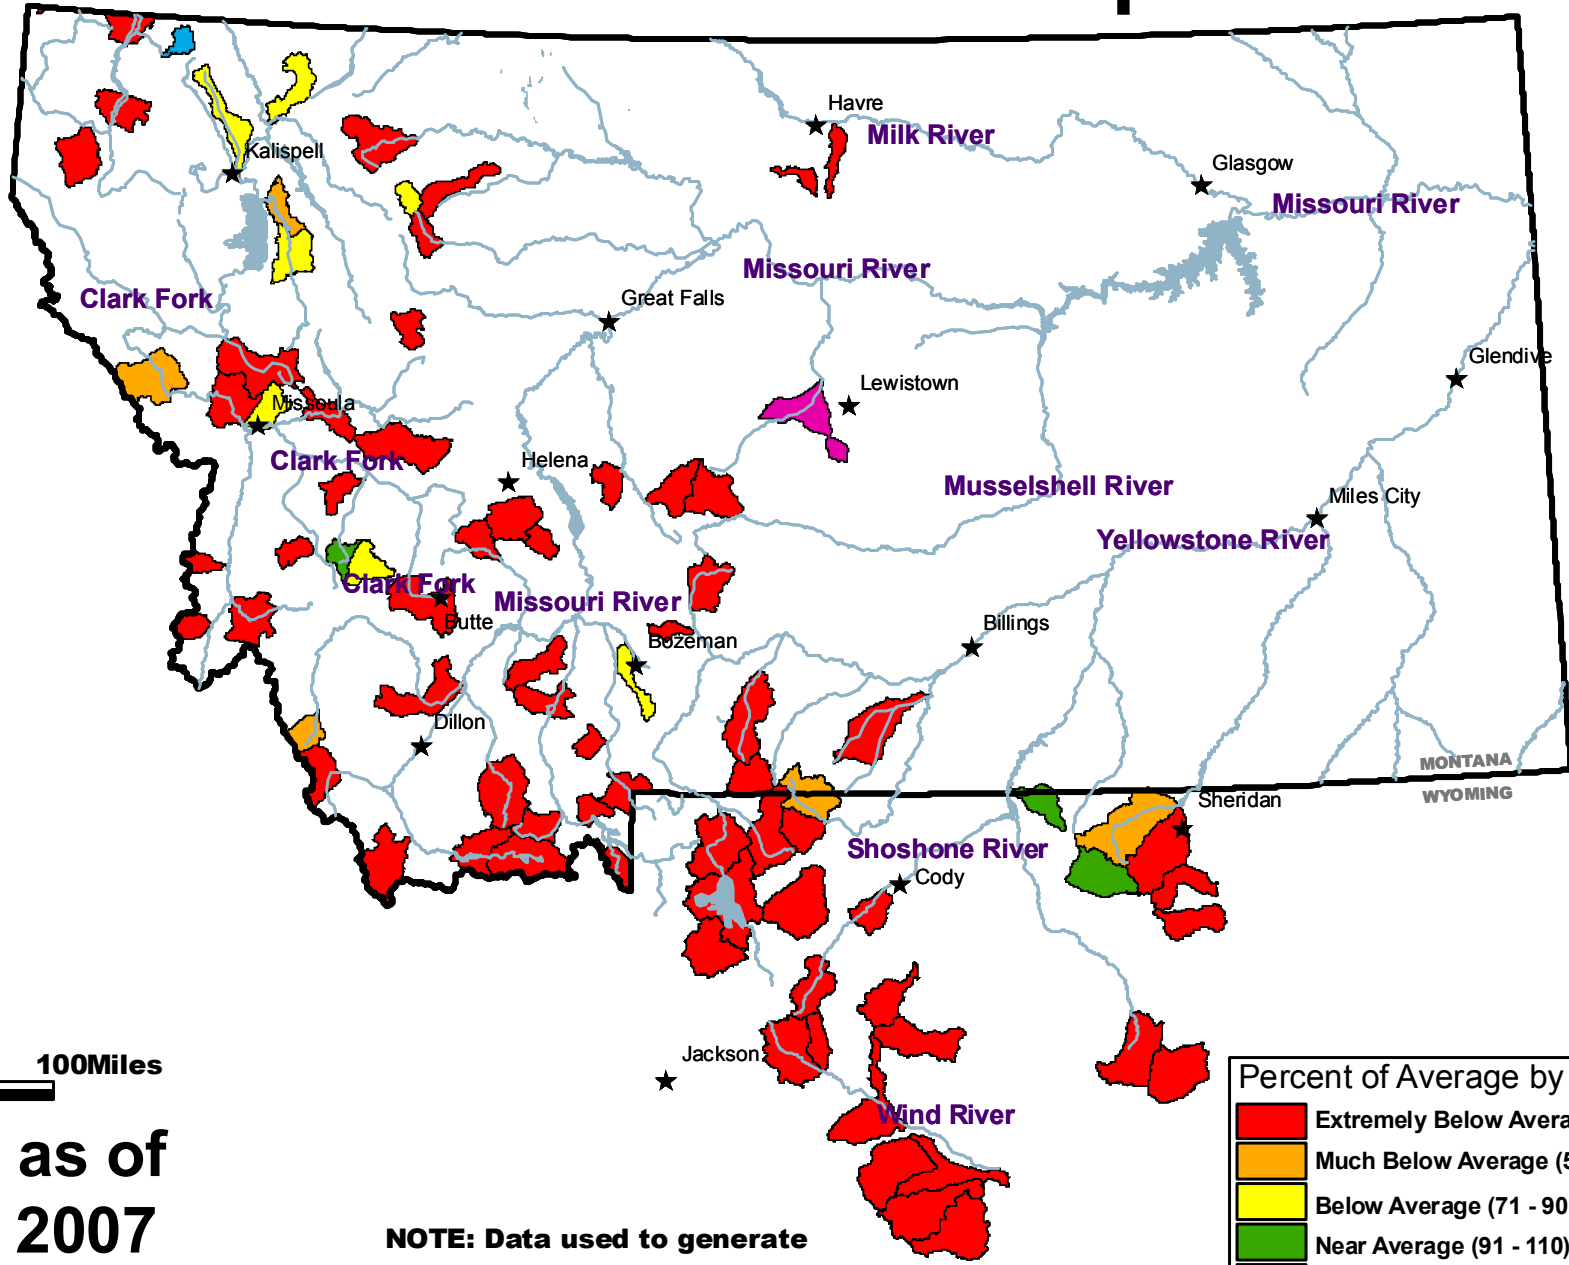 Havre
Milk River
Kalispell
Glasgow
Missouri River
Missouri River
Clark Fork
Great Falls
Glendive
Lewistown
Missoula
Clark Fork
Helena
Musselshell River
Miles City
Yellowstone River
Clark Fork
Missouri River
Butte
Billings
Bozeman
Dillon
MONTANA
WYOMING
Sheridan
Shoshone River
Cody
Jackson
100Miles
Wind River
as of
2007
NOTE: Data used to generate
Percent of Average by
Extremely Below Avera
Much Below Average (5
Below Average (71 - 90
Near Average (91 - 110)